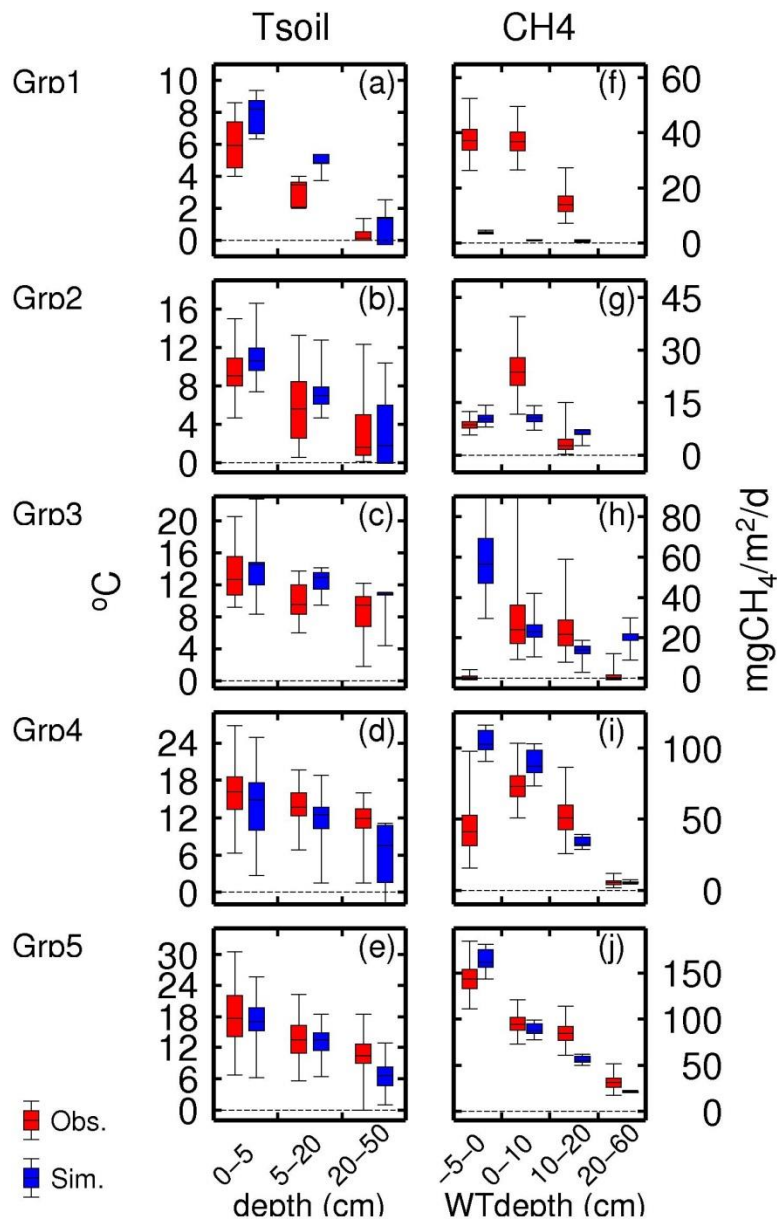 Tsoil CH4
Grp1 10 (a) (f) 60
8
6 40
4
2 20
0 0
Grp2 16 (b) (g) 45
12 30
8
4 15
0 0
Grp3 20 (c) (h) 80
16 60
12
8 40
4 20
0 0
°C
mgCH4/m²/d
Grp4 24 (d) (i)
18 100
12
6 50
0 0
Grp5 30 (e) (j)
24 150
18 100
12
6 50
0 0
Obs.
Sim.
0−5 5−20 20−50 −5−0 0−10 10−20 20−60
depth (cm) WTdepth (cm)